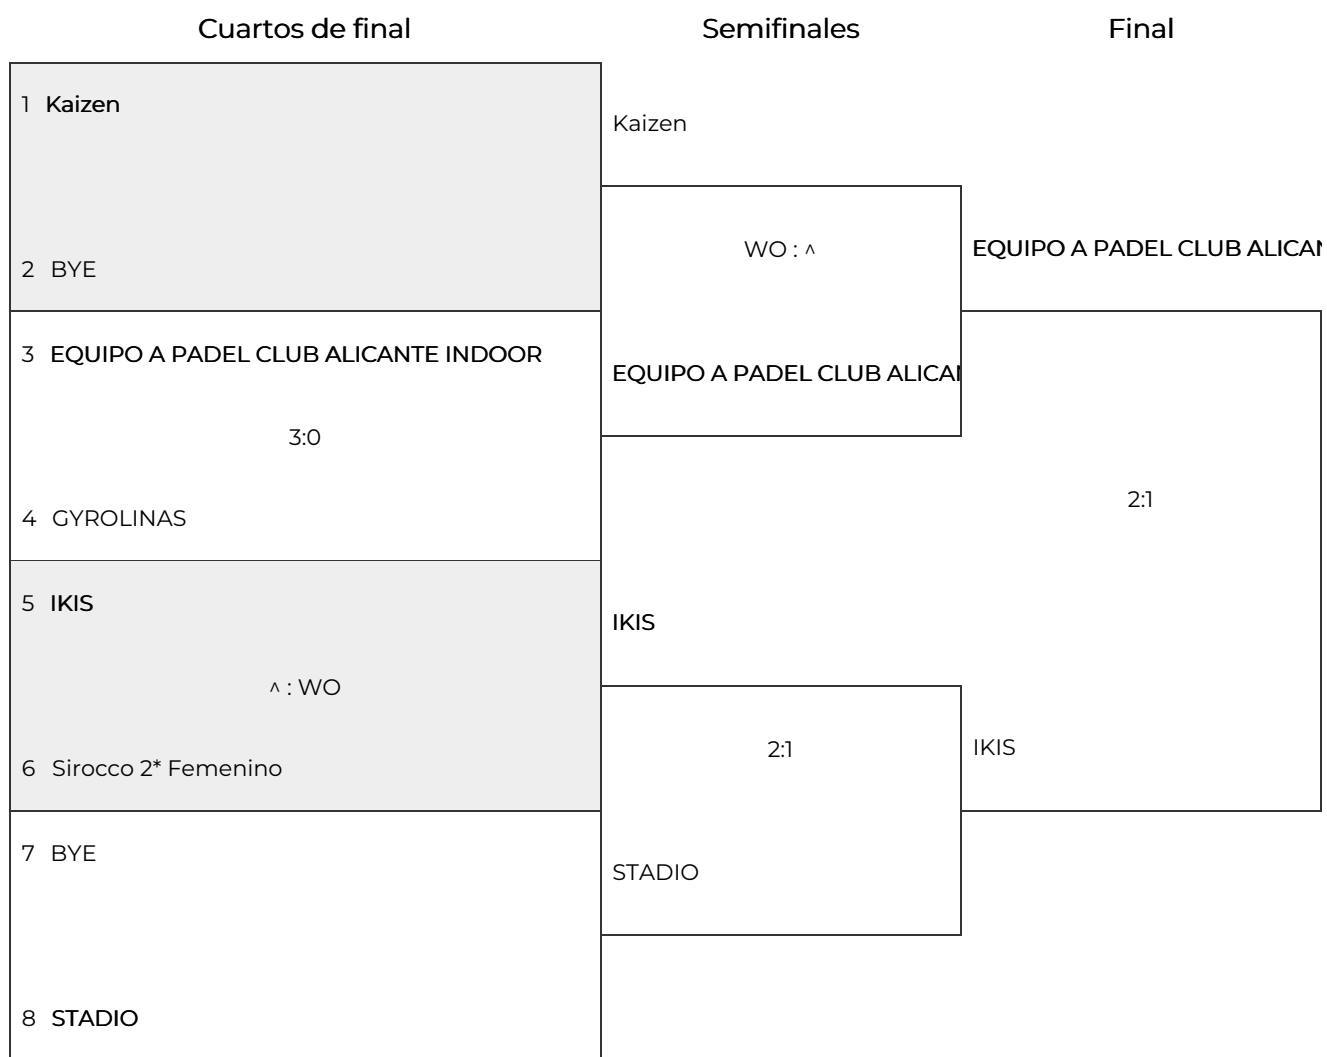 Cuartos de final
Semifinales
Final
1 Kaizen
Kaizen
2 BYE
WO : ^
EQUIPO A PADEL CLUB ALICAN
3 EQUIPO A PADEL CLUB ALICANTE INDOOR
EQUIPO A PADEL CLUB ALICAN
3:0
4 GYROLINAS
2:1
5 IKIS
IKIS
^ : WO
6 Sirocco 2* Femenino
2:1
IKIS
7 BYE
STADIO
8 STADIO